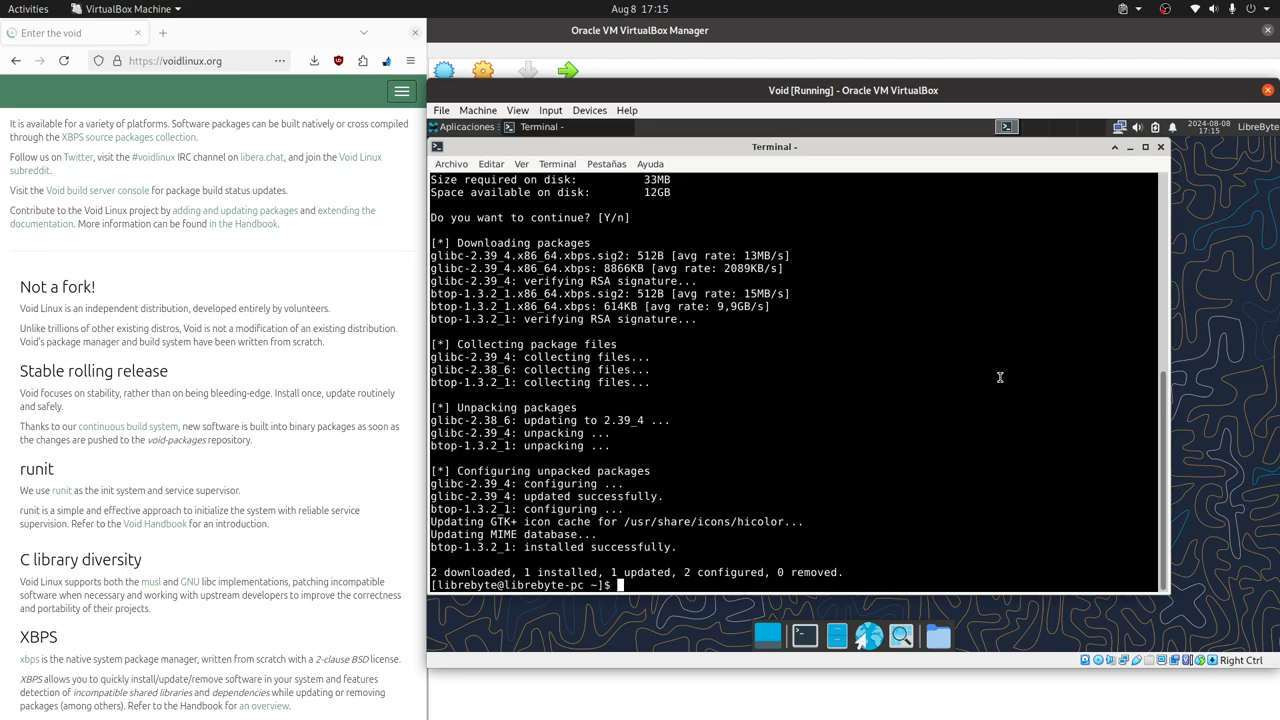 Activities
VirtualBox Machine
Aug 8 17:15
Enter the void
https://voidlinux.org
It is available for a variety of platforms. Software packages can be built natively or cross compiled
through the XBPS source packages collection.
Follow us on Twitter, visit the #voidlinux IRC channel on libera.chat, and join the Void Linux
subreddit.
Visit the Void build server console for package build status updates.
Contribute to the Void Linux project by adding and updating packages and extending the
documentation. More information can be found in the Handbook.
Not a fork!
Void Linux is an independent distribution, developed entirely by volunteers.
Unlike trillions of other existing distros, Void is not a modification of an existing distribution.
Void's package manager and build system have been written from scratch.
Stable rolling release
Void focuses on stability, rather than on being bleeding-edge. Install once, update routinely
and safely.
Thanks to our continuous build system, new software is built into binary packages as soon as
the changes are pushed to the void-packages repository.
runit
We use runit as the init system and service supervisor.
runit is a simple and effective approach to initialize the system with reliable service
supervision. Refer to the Void Handbook for an introduction.
C library diversity
Void Linux supports both the musl and GNU libc implementations, patching incompatible
software when necessary and working with upstream developers to improve the correctness
and portability of their projects.
XBPS
xbps is the native system package manager, written from scratch with a 2-clause BSD license.
XBPS allows you to quickly install/update/remove software in your system and features
detection of incompatible shared libraries and dependencies while updating or removing
packages (among others). Refer to the Handbook for an overview.
Oracle VM VirtualBox Manager
Void [Running] - Oracle VM VirtualBox
File Machine View Input Devices Help
Aplicaciones Terminal -
2024-08-08
17:15
LibreByte
Terminal -
Archivo Editar Ver Terminal Pestañas Ayuda
Size required on disk: 33MB
Space available on disk: 12GB
Do you want to continue? [Y/n]
[*] Downloading packages
glibc-2.39_4.x86_64.xbps.sig2: 512B [avg rate: 13MB/s]
glibc-2.39_4.x86_64.xbps: 8866KB [avg rate: 2089KB/s]
glibc-2.39_4: verifying RSA signature...
btop-1.3.2_1.x86_64.xbps.sig2: 512B [avg rate: 15MB/s]
btop-1.3.2_1.x86_64.xbps: 614KB [avg rate: 9,9GB/s]
btop-1.3.2_1: verifying RSA signature...
[*] Collecting package files
glibc-2.39_4: collecting files...
glibc-2.38_6: collecting files...
btop-1.3.2_1: collecting files...
[*] Unpacking packages
glibc-2.38_6: updating to 2.39_4 ...
glibc-2.39_4: unpacking ...
btop-1.3.2_1: unpacking ...
[*] Configuring unpacked packages
glibc-2.39_4: configuring ...
glibc-2.39_4: updated successfully.
btop-1.3.2_1: configuring ...
Updating GTK+ icon cache for /usr/share/icons/hicolor...
Updating MIME database...
btop-1.3.2_1: installed successfully.
2 downloaded, 1 installed, 1 updated, 2 configured, 0 removed.
[librebyte@librebyte-pc ~]$
Right Ctrl